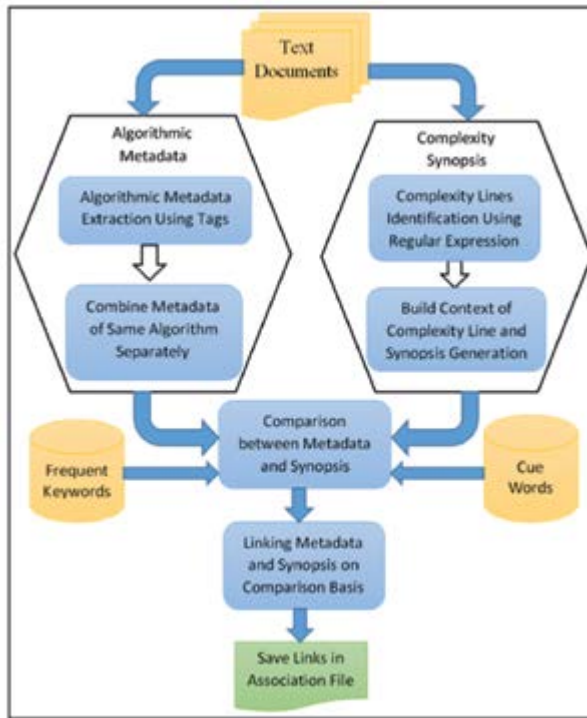 Text
Documents
Algorithmic
Metadata
Algorithmic Metadata
Extraction Using Tags
Combine Metadata
of Same Algorithm
Separately
Complexity
Synopsis
Complexity Lines
Identification Using
Regular Expression
Build Context of
Complexity Line and
Synopsis Generation
Comparison
between Metadata
and Synopsis
Frequent
Keywords
Cue
Words
Linking Metadata
and Synopsis on
Comparison Basis
Save Links in
Association File